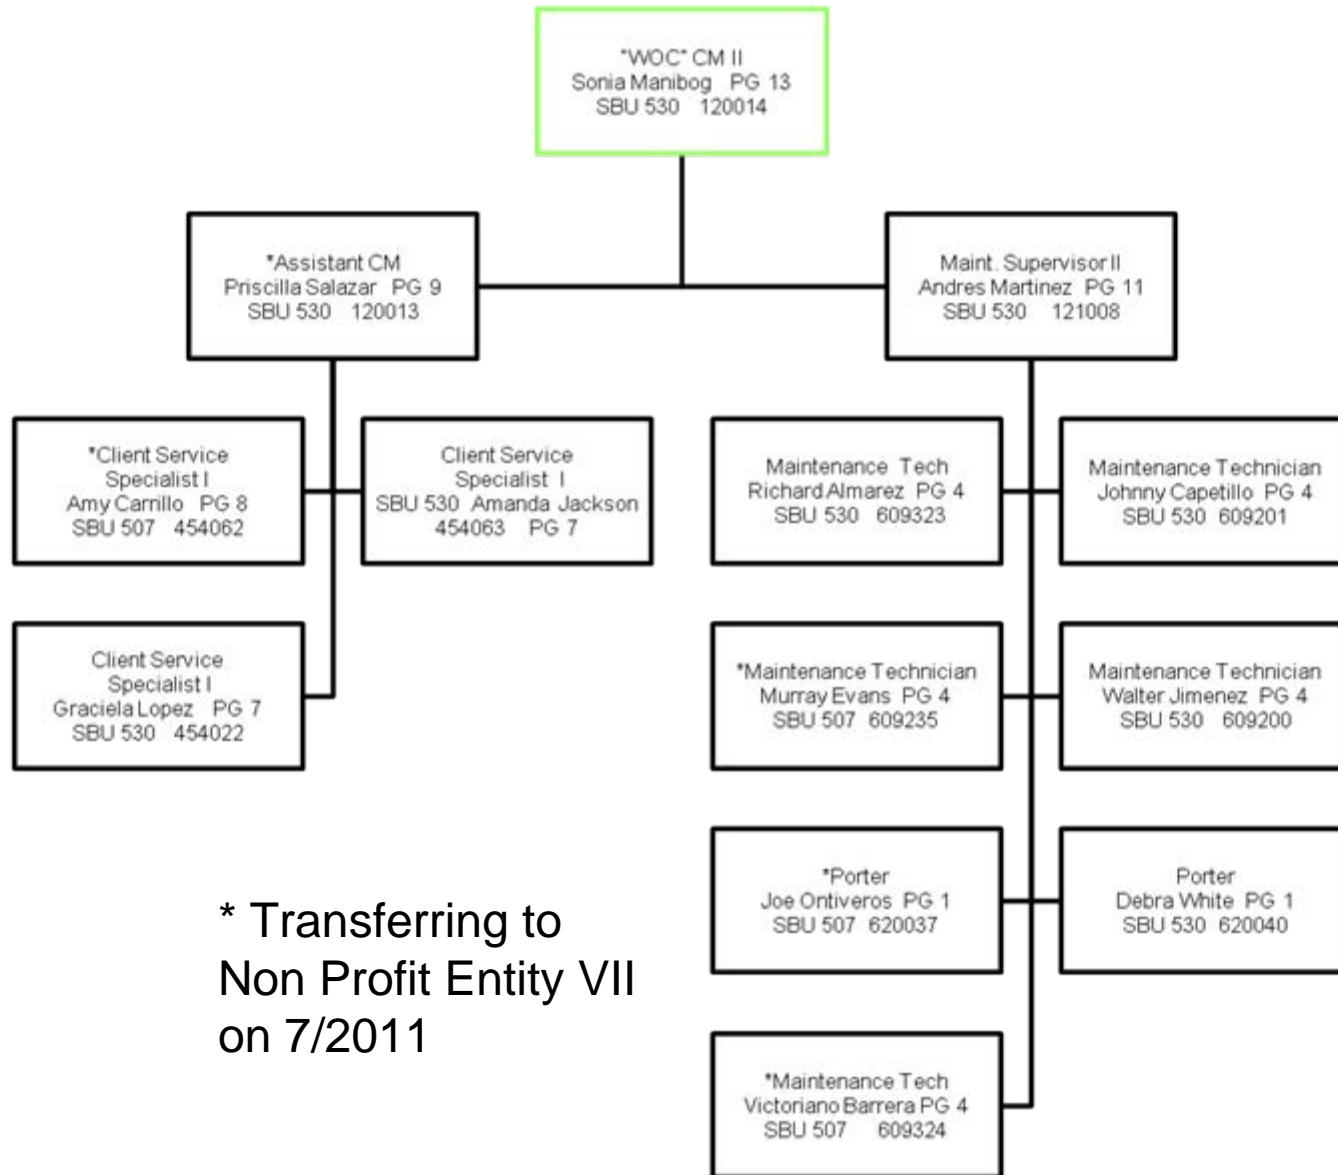 "WOC" CM II
Sonia Manibog PG 13
SBU 530 120014
*Assistant CM
Priscilla Salazar PG 9
SBU 530 120013
Maint. Supervisor II
Andres Martinez PG 11
SBU 530 121008
*Client Service
Specialist I
Amy Carrillo PG 8
SBU 507 454062
Client Service
Specialist I
SBU 530 Amanda Jackson
454063 PG 7
Maintenance Tech
Richard Almarez PG 4
SBU 530 609323
Maintenance Technician
Johnny Capetillo PG 4
SBU 530 609201
Client Service
Specialist I
Graciela Lopez PG 7
SBU 530 454022
*Maintenance Technician
Murray Evans PG 4
SBU 507 609235
Maintenance Technician
Walter Jimenez PG 4
SBU 530 609200
*Porter
Joe Ontiveros PG 1
SBU 507 620037
Porter
Debra White PG 1
SBU 530 620040
* Transferring to
Non Profit Entity VII
on 7/2011
*Maintenance Tech
Victoriano Barrera PG 4
SBU 507 609324